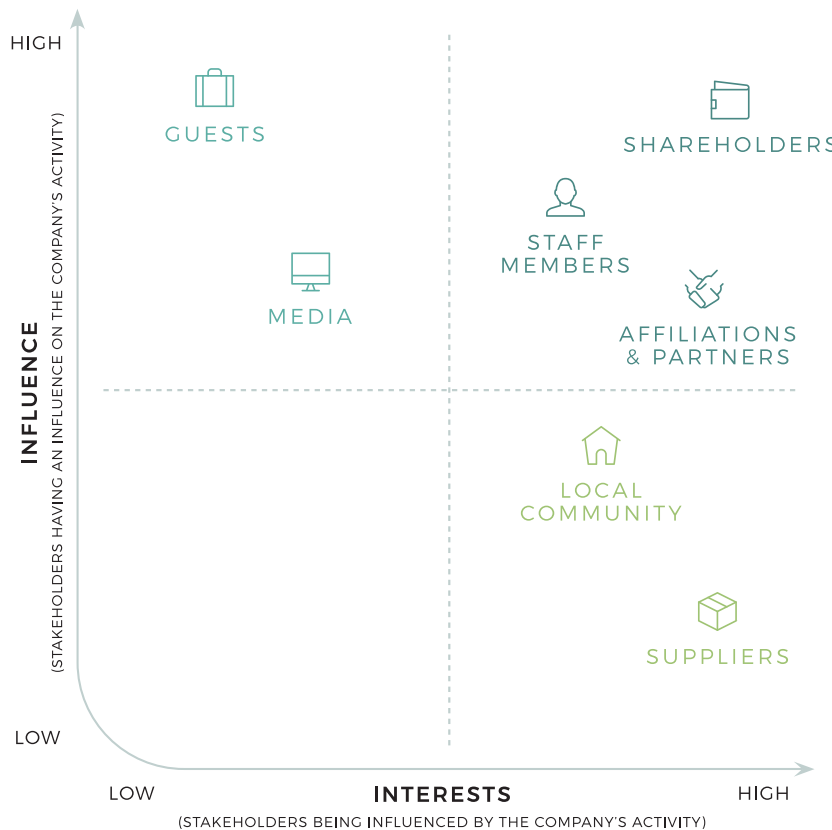 HIGH
GUESTS
SHAREHOLDERS
STAFF
MEMBERS
MEDIA
AFFILIATIONS
& PARTNERS
INFLUENCE
(STAKEHOLDERS HAVING AN INFLUENCE ON THE COMPANY'S ACTIVITY)
LOCAL
COMMUNITY
SUPPLIERS
LOW
LOW
INTERESTS
HIGH
(STAKEHOLDERS BEING INFLUENCED BY THE COMPANY'S ACTIVITY)